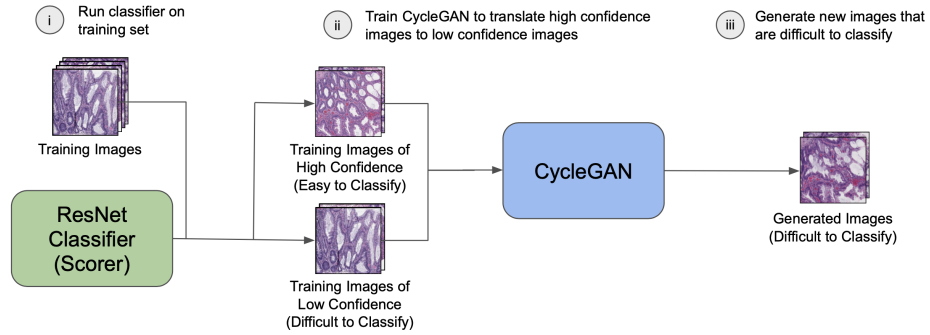 i
Run classifier on
training set
ii
Train CycleGAN to translate high confidence
images to low confidence images
iii
Generate new images that
are difficult to classify
Training Images
ResNet
Classifier
(Scorer)
Training Images of
High Confidence
(Easy to Classify)
Training Images of
Low Confidence
(Difficult to Classify)
CycleGAN
Generated Images
(Difficult to Classify)